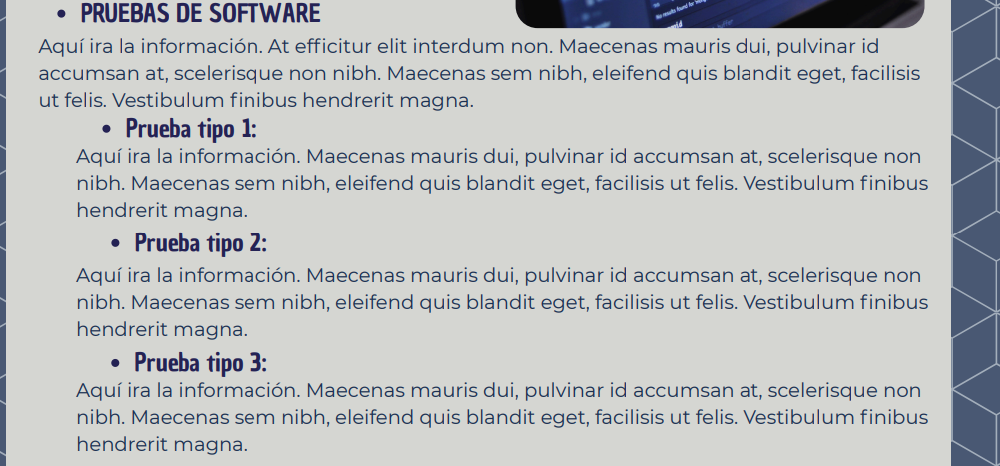 • PRUEBAS DE SOFTWARE
Aquí ira la información. At efficitur elit interdum non. Maecenas mauris dui, pulvinar id
accumsan at, scelerisque non nibh. Maecenas sem nibh, eleifend quis blandit eget, facilisis
ut felis. Vestibulum finibus hendrerit magna.
• Prueba tipo 1:
Aquí ira la información. Maecenas mauris dui, pulvinar id accumsan at, scelerisque non
nibh. Maecenas sem nibh, eleifend quis blandit eget, facilisis ut felis. Vestibulum finibus
hendrerit magna.
• Prueba tipo 2:
Aquí ira la información. Maecenas mauris dui, pulvinar id accumsan at, scelerisque non
nibh. Maecenas sem nibh, eleifend quis blandit eget, facilisis ut felis. Vestibulum finibus
hendrerit magna.
• Prueba tipo 3:
Aquí ira la información. Maecenas mauris dui, pulvinar id accumsan at, scelerisque non
nibh. Maecenas sem nibh, eleifend quis blandit eget, facilisis ut felis. Vestibulum finibus
hendrerit magna.